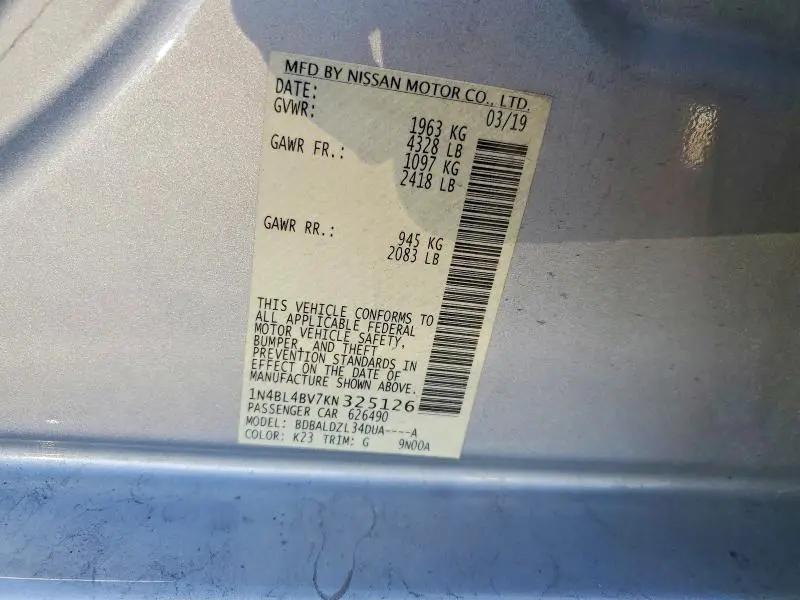 MFD BY NISSAN MOTOR CO., LTD.
DATE: 03/19
GVWR: 1963 KG
4328 LB
GAWR FR.: 1097 KG
2418 LB
GAWR RR.: 945 KG
2083 LB
THIS VEHICLE CONFORMS TO
ALL APPLICABLE FEDERAL
MOTOR VEHICLE SAFETY,
BUMPER, AND THEFT
PREVENTION STANDARDS IN
EFFECT ON THE DATE OF
MANUFACTURE SHOWN ABOVE.
1N4BL4BV7KN325126
PASSENGER CAR 626490
MODEL: BDBALDZL34DUA----A
COLOR: K23 TRIM: G 9N00A